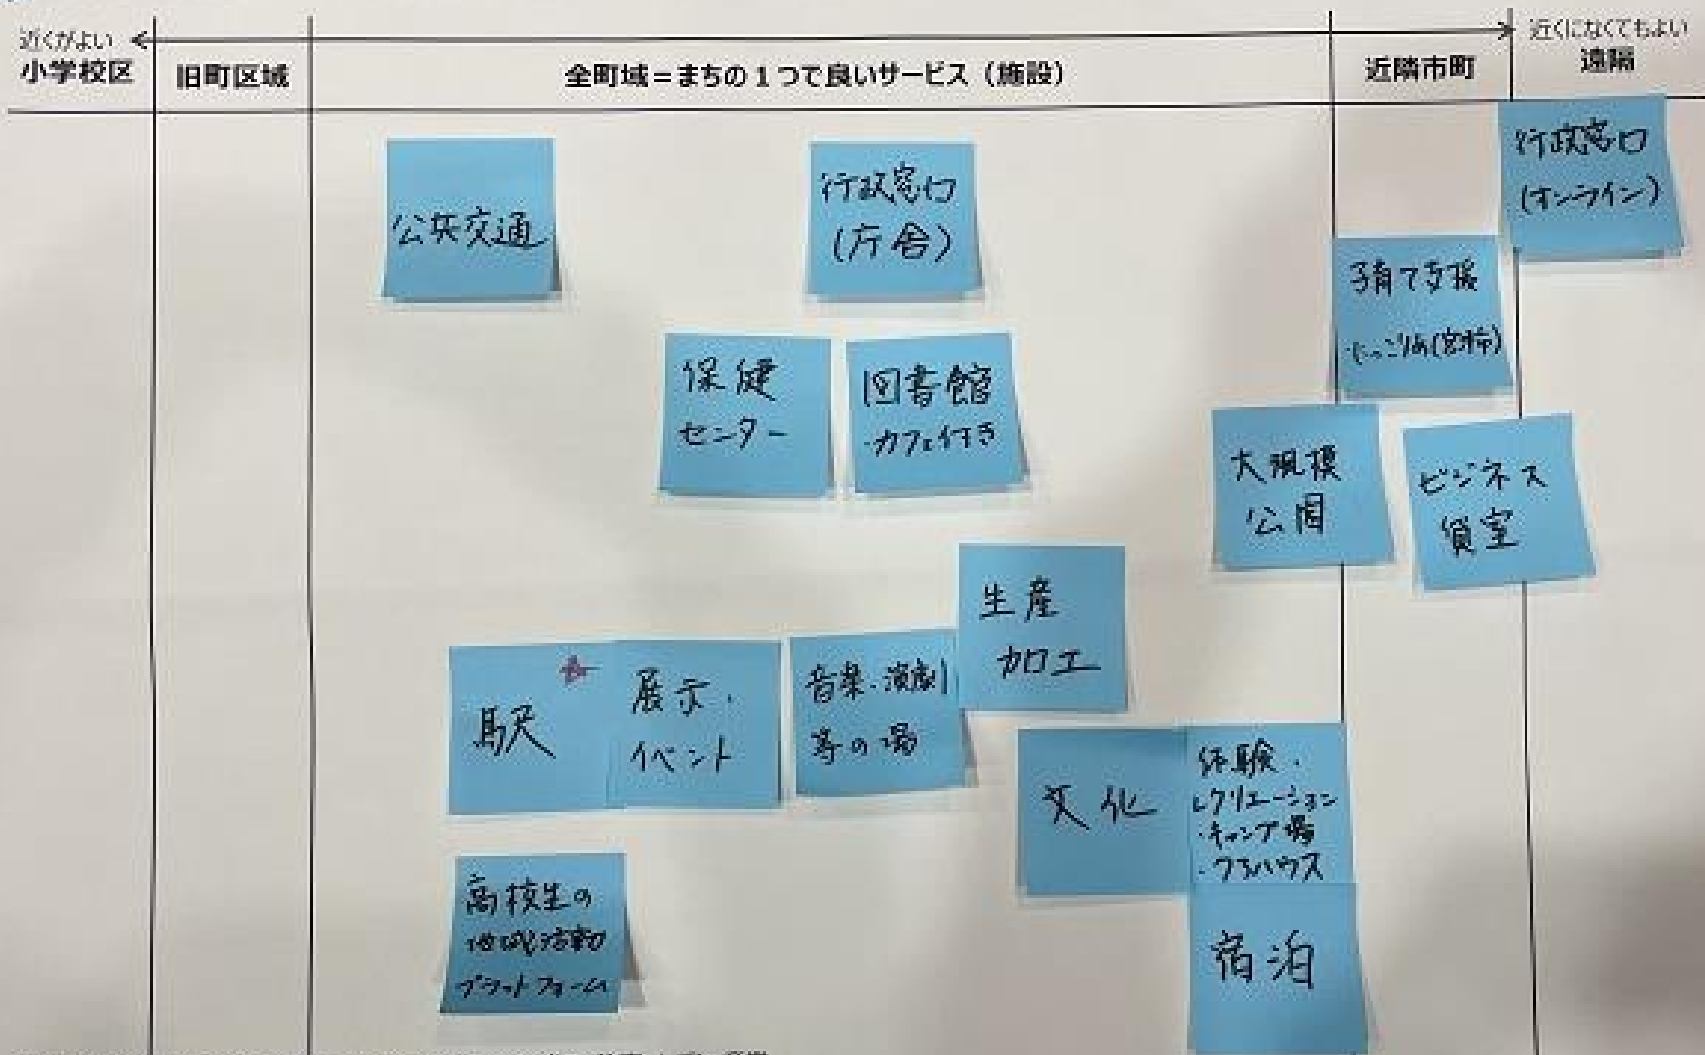 近くがよい
近くになくてもよい
小学校区
旧町区域
全町域=まちの1つで良いサービス(施設)
近隣市町
遠隔
公共交通
行政窓口
(庁舎)
行政窓口
(オンライン)
子育て支援
保健
センター
図書館
・カフェ付き
大規模
公園
ビジネス
貸室
生産
加工
駅
展示・
イベント
音楽・演劇
等の場
文化
体験・
レクリエーション
・キャンプ場
宿泊
高校生の
地域活動
プラットフォーム